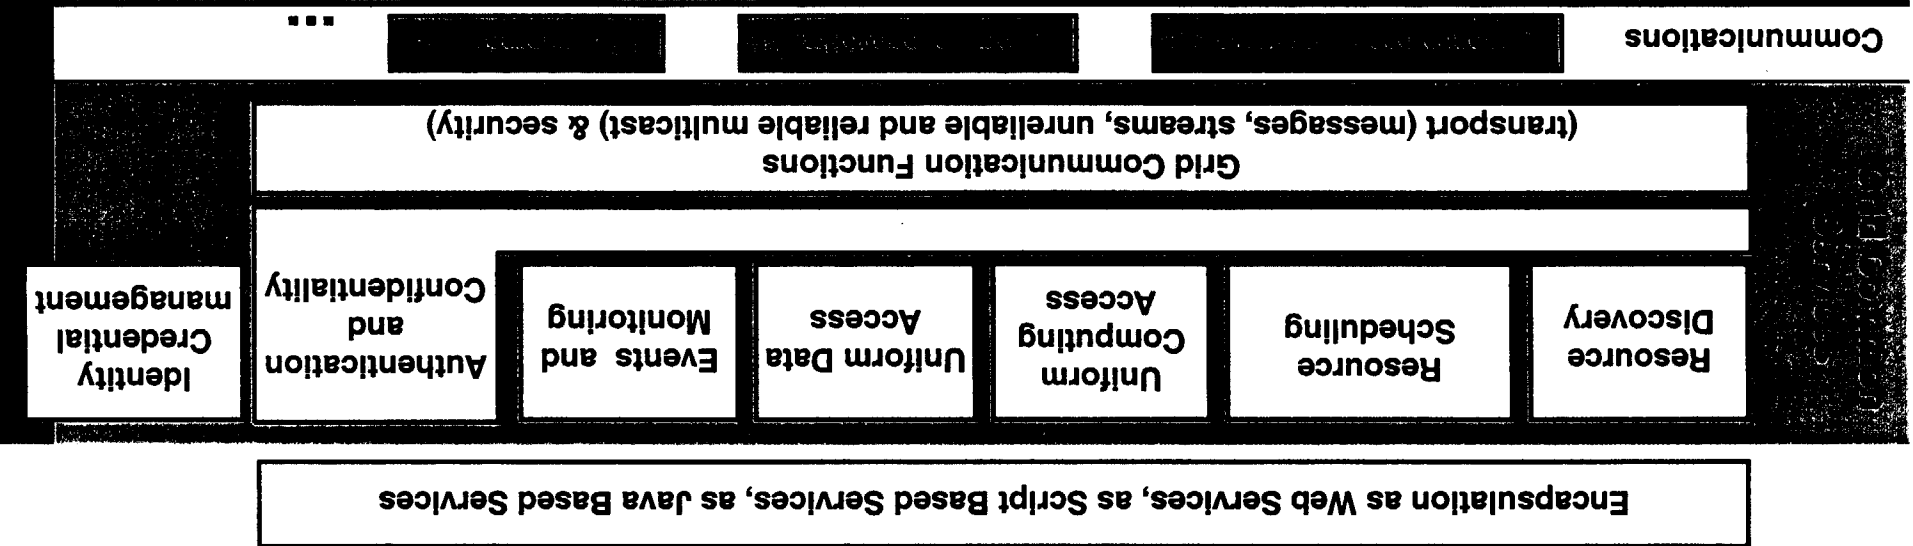 Encapsulation as Web Services, as Script Based Services, as Java Based Services
Resource
Discovery
Resource
Scheduling
Uniform
Computing
Access
Uniform Data
Access
Events and
Monitoring
Authentication
and
Confidentiality
Identity
Credential
management
Grid Communication Functions
(transport (messages, streams, unreliable and reliable multicast) & security)
Communications
...